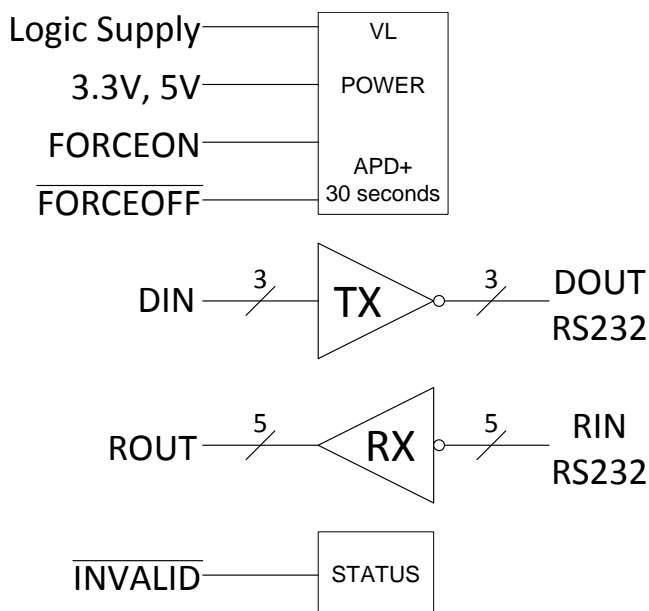 Logic Supply
VL
3.3V, 5V
POWER
FORCEON
APD+
FORCEOFF
30 seconds
DIN
3
TX
3
DOUT
RS232
ROUT
5
RX
5
RIN
RS232
INVALID
STATUS